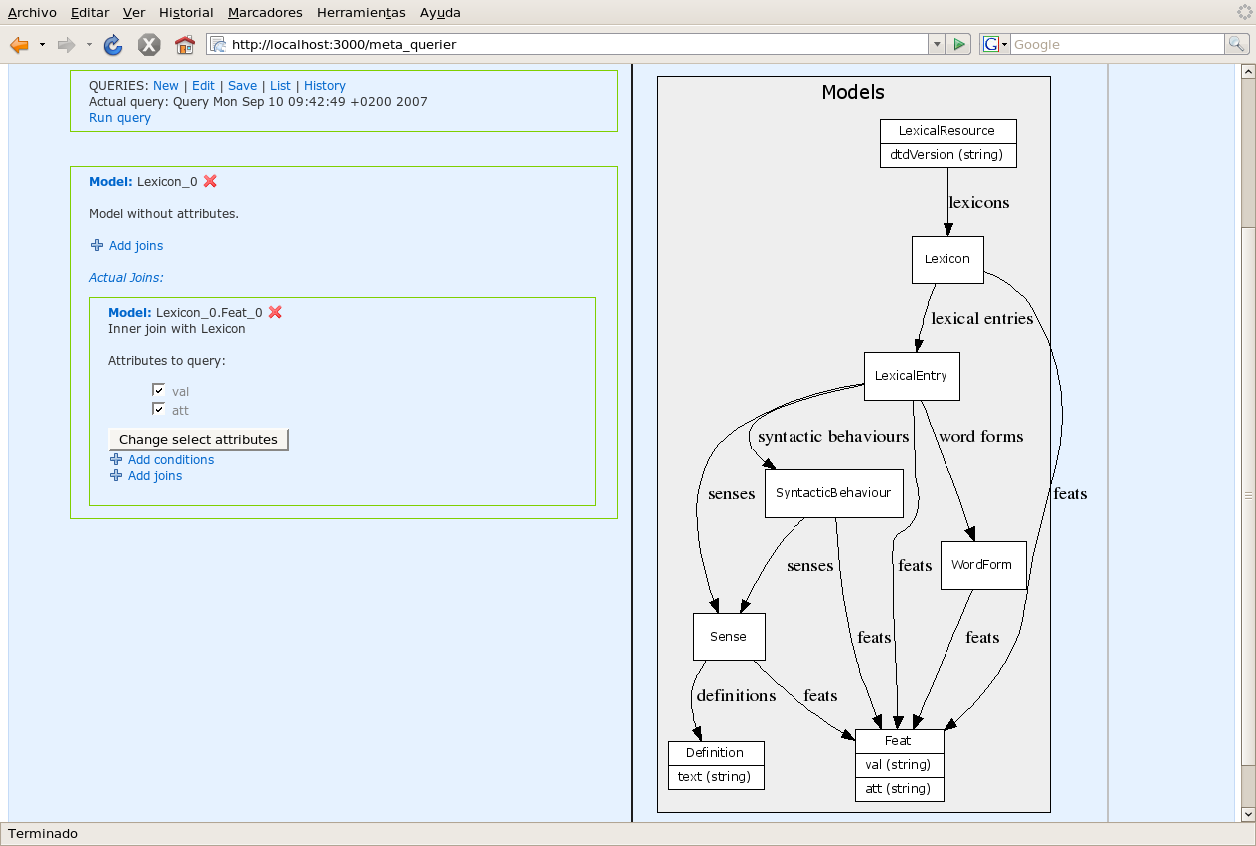 Archivo Editar Ver Historial Marcadores Herramientas Ayuda
http://localhost:3000/meta_querier
G Google
QUERIES: New | Edit | Save | List | History
Actual query: Query Mon Sep 10 09:42:49 +0200 2007
Run query
Model: Lexicon_0
Model without attributes.
Add joins
Actual Joins:
Model: Lexicon_0.Feat_0
Inner join with Lexicon
Attributes to query:
val
att
Change select attributes
Add conditions
Add joins
Models
LexicalResource
dtdVersion (string)
lexicons
Lexicon
lexical entries
LexicalEntry
syntactic behaviours
word forms
senses
SyntacticBehaviour
feats
senses
feats
WordForm
Sense
feats
feats
definitions
feats
Definition
text (string)
Feat
val (string)
att (string)
Terminado